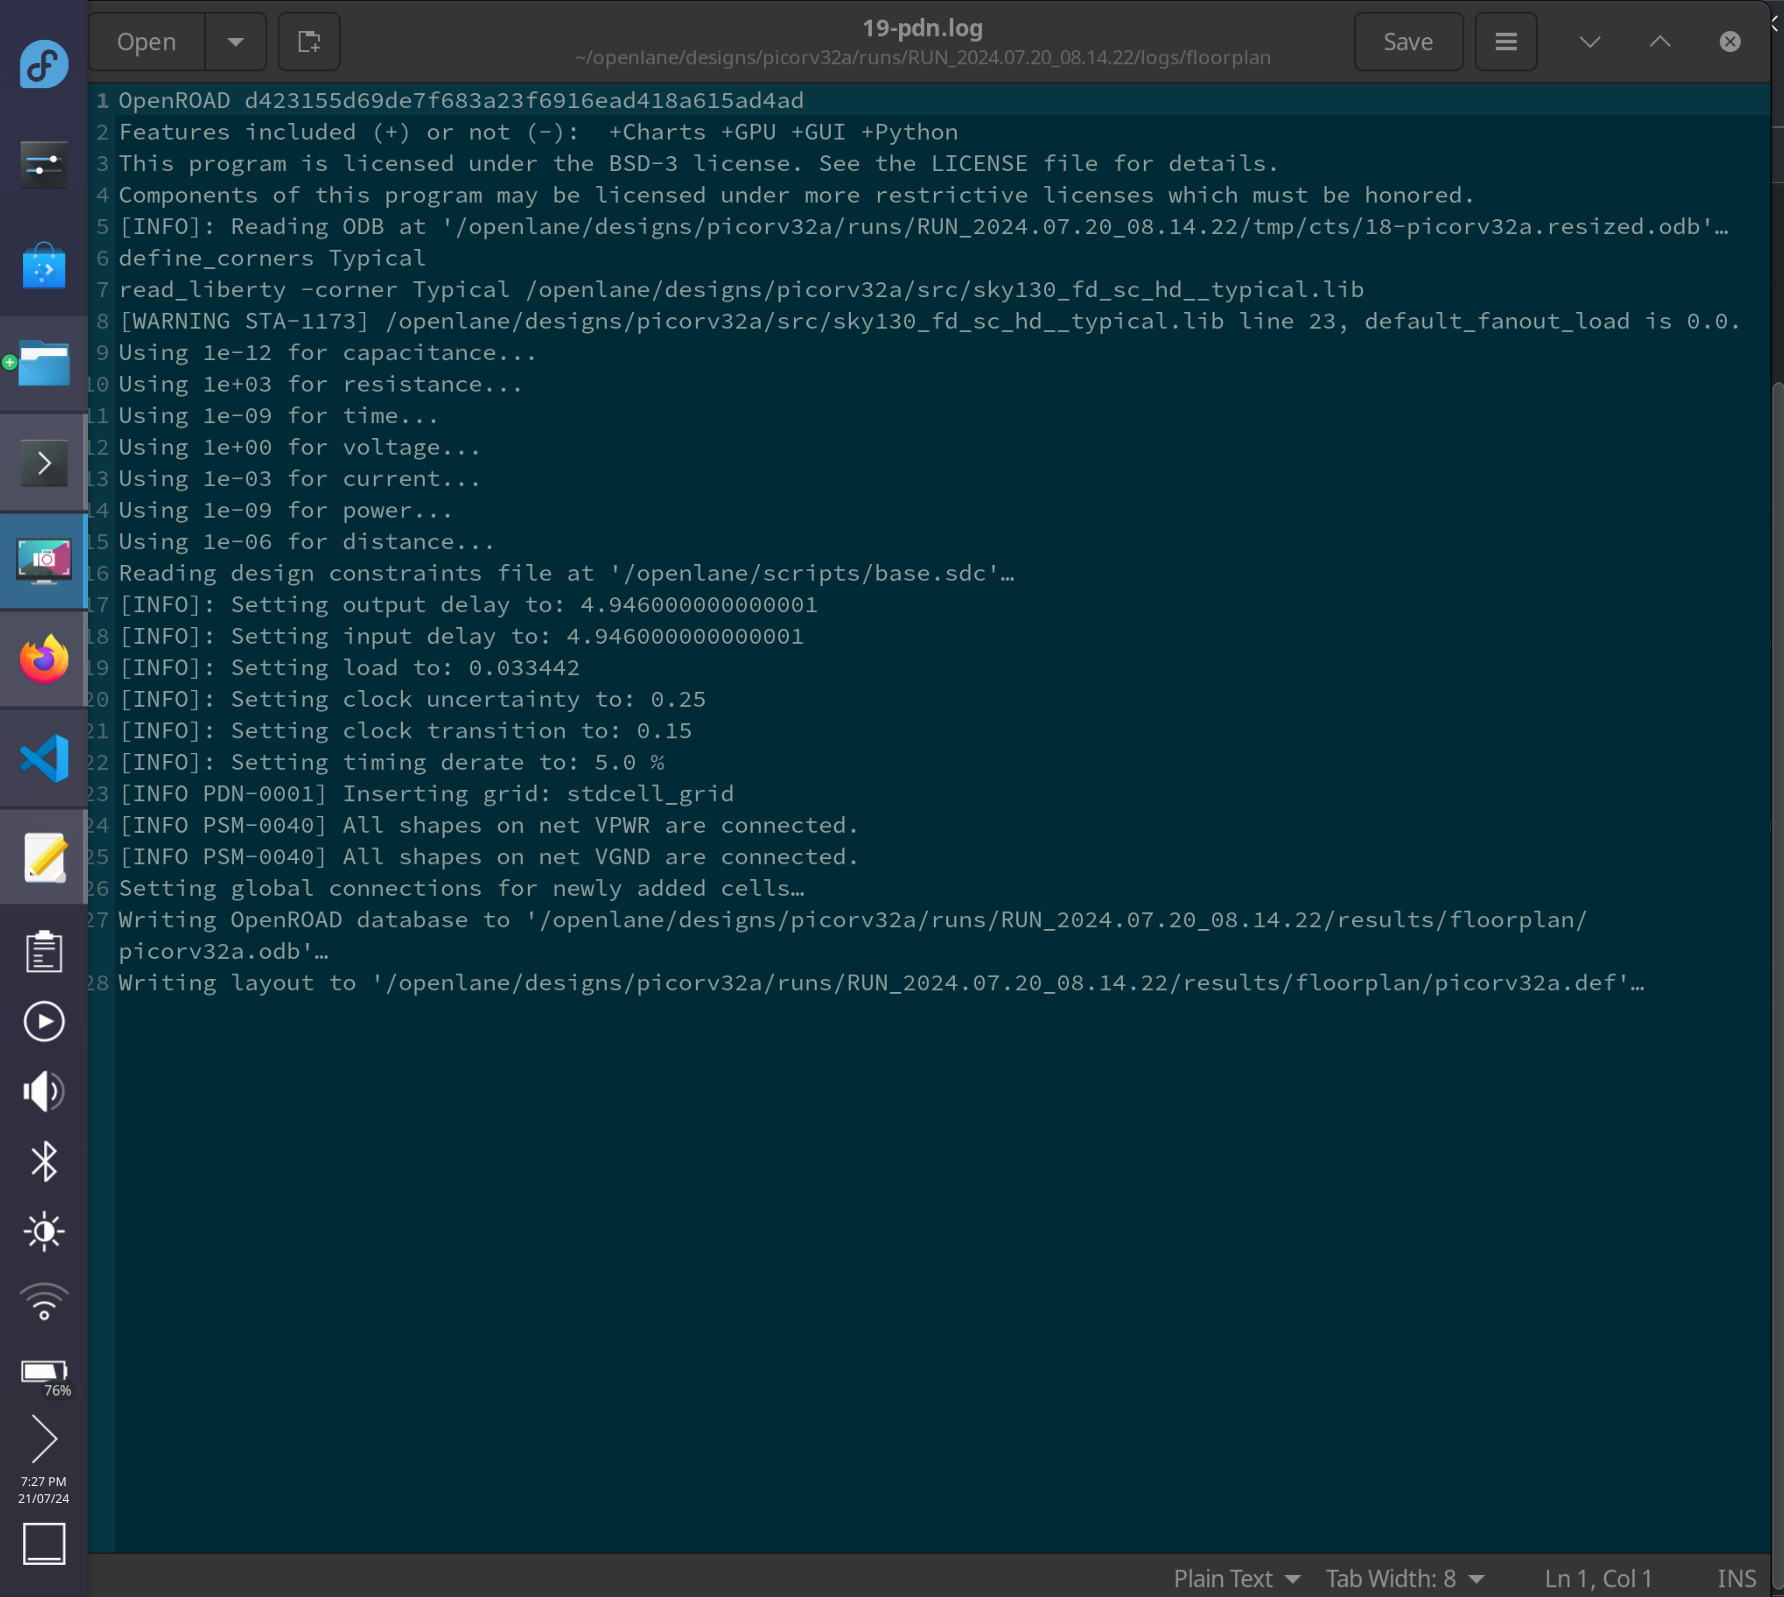 Open
19-pdn.log
~/openlane/designs/picorv32a/runs/RUN_2024.07.20_08.14.22/logs/floorplan
Save
1 OpenROAD d423155d69de7f683a23f6916ead418a615ad4ad
2 Features included (+) or not (-):  +Charts +GPU +GUI +Python
3 This program is licensed under the BSD-3 license. See the LICENSE file for details.
4 Components of this program may be licensed under more restrictive licenses which must be honored.
5 [INFO]: Reading ODB at '/openlane/designs/picorv32a/runs/RUN_2024.07.20_08.14.22/tmp/cts/18-picorv32a.resized.odb'…
6 define_corners Typical
7 read_liberty -corner Typical /openlane/designs/picorv32a/src/sky130_fd_sc_hd__typical.lib
8 [WARNING STA-1173] /openlane/designs/picorv32a/src/sky130_fd_sc_hd__typical.lib line 23, default_fanout_load is 0.0.
9 Using 1e-12 for capacitance...
10 Using 1e+03 for resistance...
11 Using 1e-09 for time...
12 Using 1e+00 for voltage...
13 Using 1e-03 for current...
14 Using 1e-09 for power...
15 Using 1e-06 for distance...
16 Reading design constraints file at '/openlane/scripts/base.sdc'…
17 [INFO]: Setting output delay to: 4.946000000000001
18 [INFO]: Setting input delay to: 4.946000000000001
19 [INFO]: Setting load to: 0.033442
20 [INFO]: Setting clock uncertainty to: 0.25
21 [INFO]: Setting clock transition to: 0.15
22 [INFO]: Setting timing derate to: 5.0 %
23 [INFO PDN-0001] Inserting grid: stdcell_grid
24 [INFO PSM-0040] All shapes on net VPWR are connected.
25 [INFO PSM-0040] All shapes on net VGND are connected.
26 Setting global connections for newly added cells…
27 Writing OpenROAD database to '/openlane/designs/picorv32a/runs/RUN_2024.07.20_08.14.22/results/floorplan/
picorv32a.odb'…
28 Writing layout to '/openlane/designs/picorv32a/runs/RUN_2024.07.20_08.14.22/results/floorplan/picorv32a.def'…
76%
7:27 PM
21/07/24
Plain Text
Tab Width: 8
Ln 1, Col 1
INS